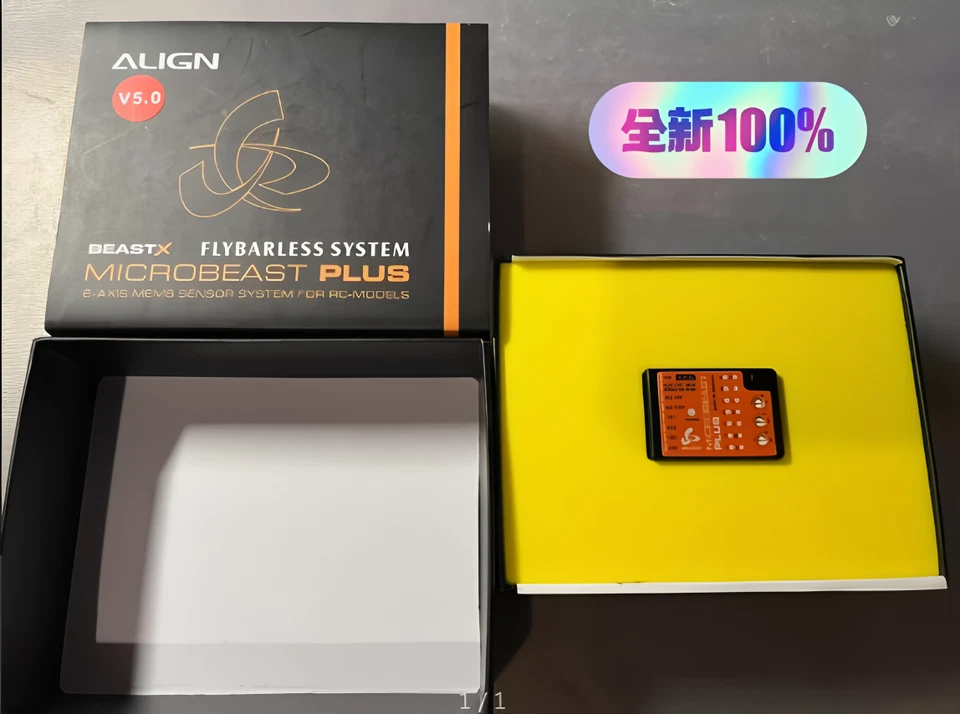 ALIGN
V5.0
BEASTX FLYBARLESS SYSTEM
MICROBEAST PLUS
6-AXIS MEMS SENSOR SYSTEM FOR RC-MODELS
全新100%
MICROBEAST
PLUS
1/1